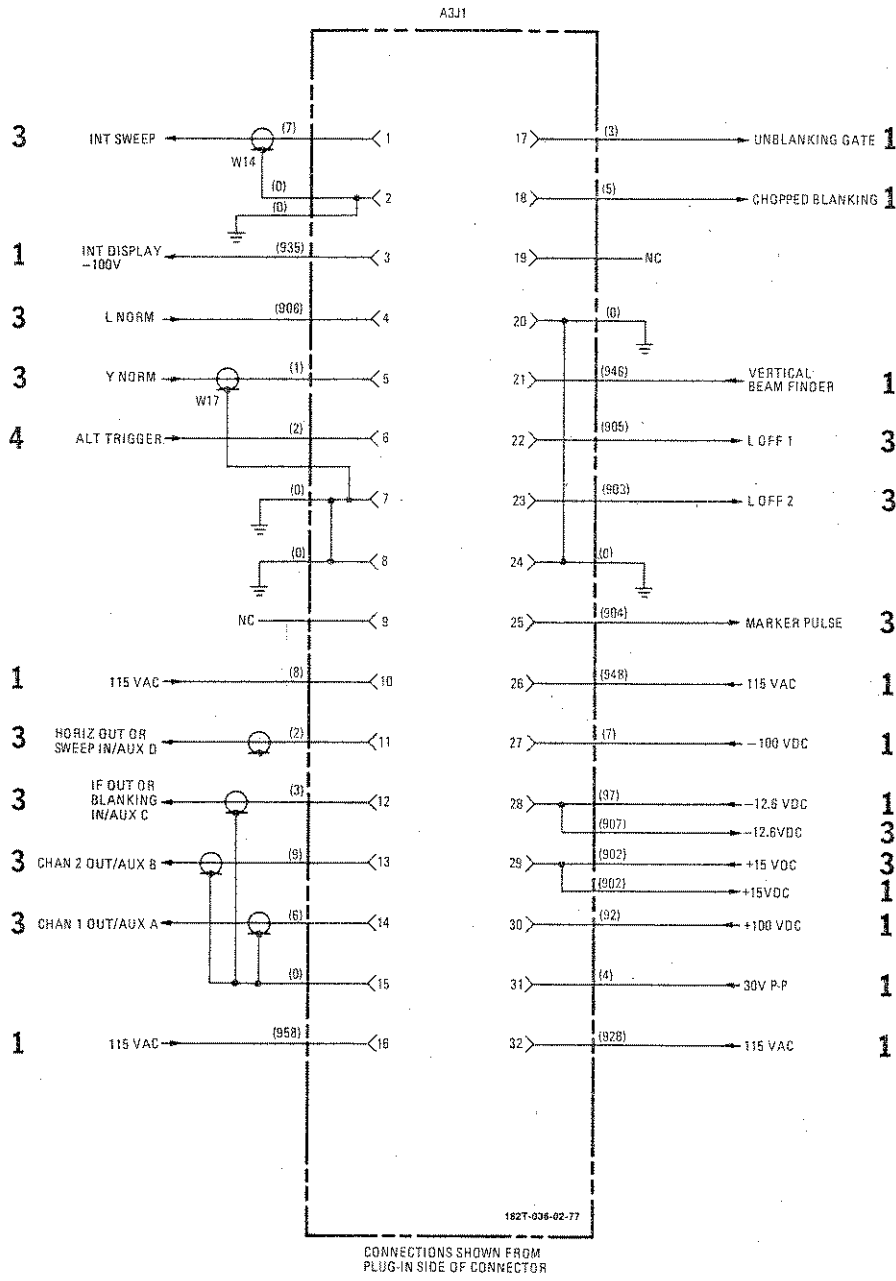 A3J1
3 INT SWEEP (7) 1 17 (3) UNBLANKING GATE 1
W14
(0) 2 18 (5) CHOPPED BLANKING 1
(0)
1 INT DISPLAY -100V (935) 3 19 NC
3 L NORM (906) 4 20 (0)
3 Y NORM (1) 5 21 (946) VERTICAL BEAM FINDER 1
W17
4 ALT TRIGGER (2) 6 22 (905) L OFF 1 3
(0) 7 23 (903) L OFF 2 3
(0) 8 24 (0)
NC 9 25 (904) MARKER PULSE 3
1 115 VAC (8) 10 26 (948) 115 VAC 1
3 HORIZ OUT OR SWEEP IN/AUX D (2) 11 27 (7) -100 VDC 1
3 IF OUT OR BLANKING IN/AUX C (3) 12 28 (97) -12.6 VDC 1
(907) -12.6VDC 3
3 CHAN 2 OUT/AUX B (9) 13 29 (902) +15 VDC 3
(902) +15VDC 1
3 CHAN 1 OUT/AUX A (6) 14 30 (92) +100 VDC 1
(0) 15 31 (4) 30V P-P 1
1 115 VAC (958) 16 32 (928) 115 VAC 1
182T-036-02-77
CONNECTIONS SHOWN FROM
PLUG-IN SIDE OF CONNECTOR